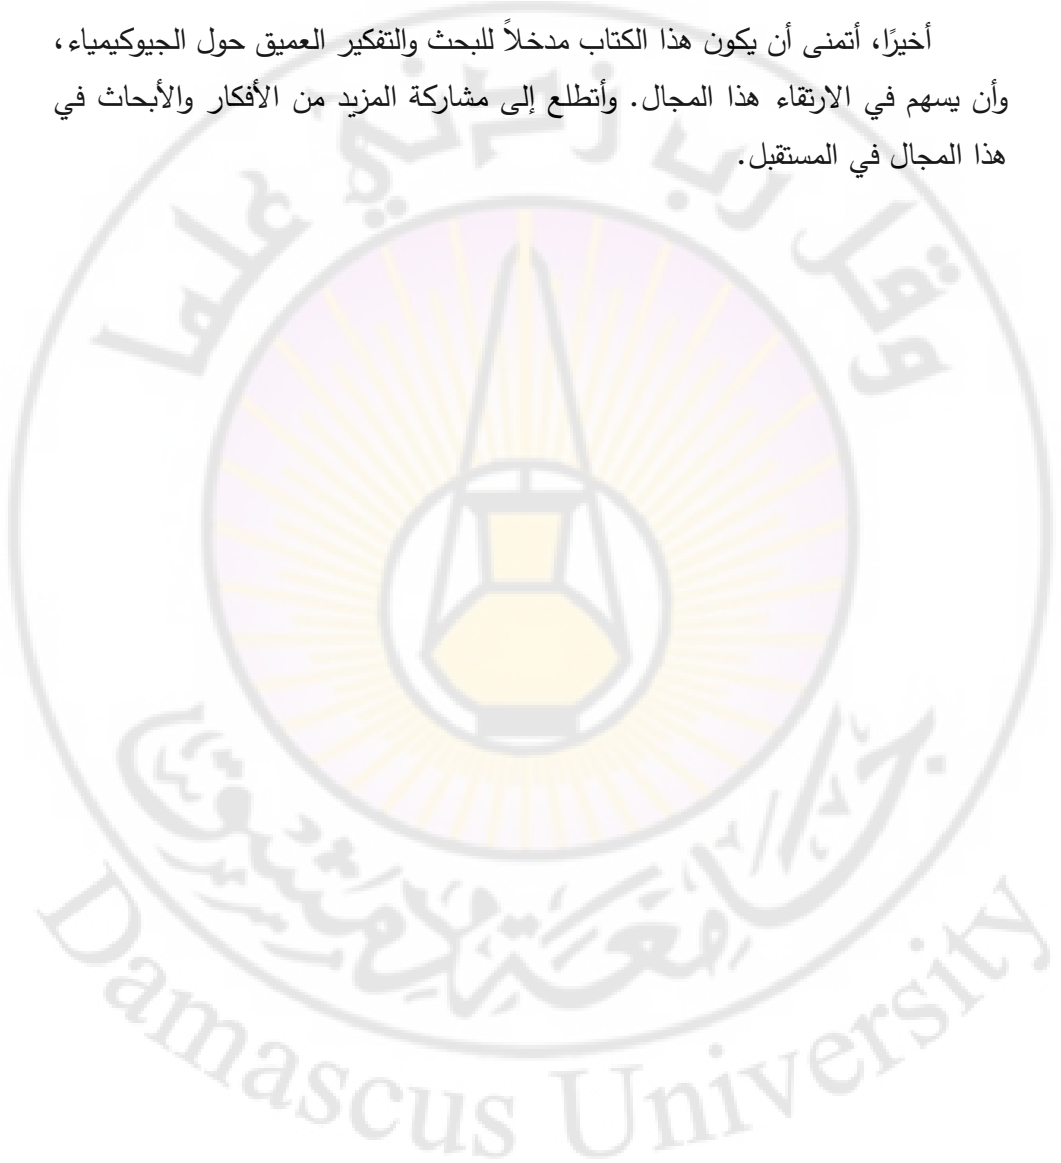 أخيرًا، أتمنى أن يكون هذا الكتاب مدخلاً للبحث والتفكير العميق حول الجيوكيمياء،
وأن يسهم في الارتقاء هذا المجال. وأتطلع إلى مشاركة المزيد من الأفكار والأبحاث في
هذا المجال في المستقبل.
وقل رب زدني علما
جامعة دمشق
Damascus University